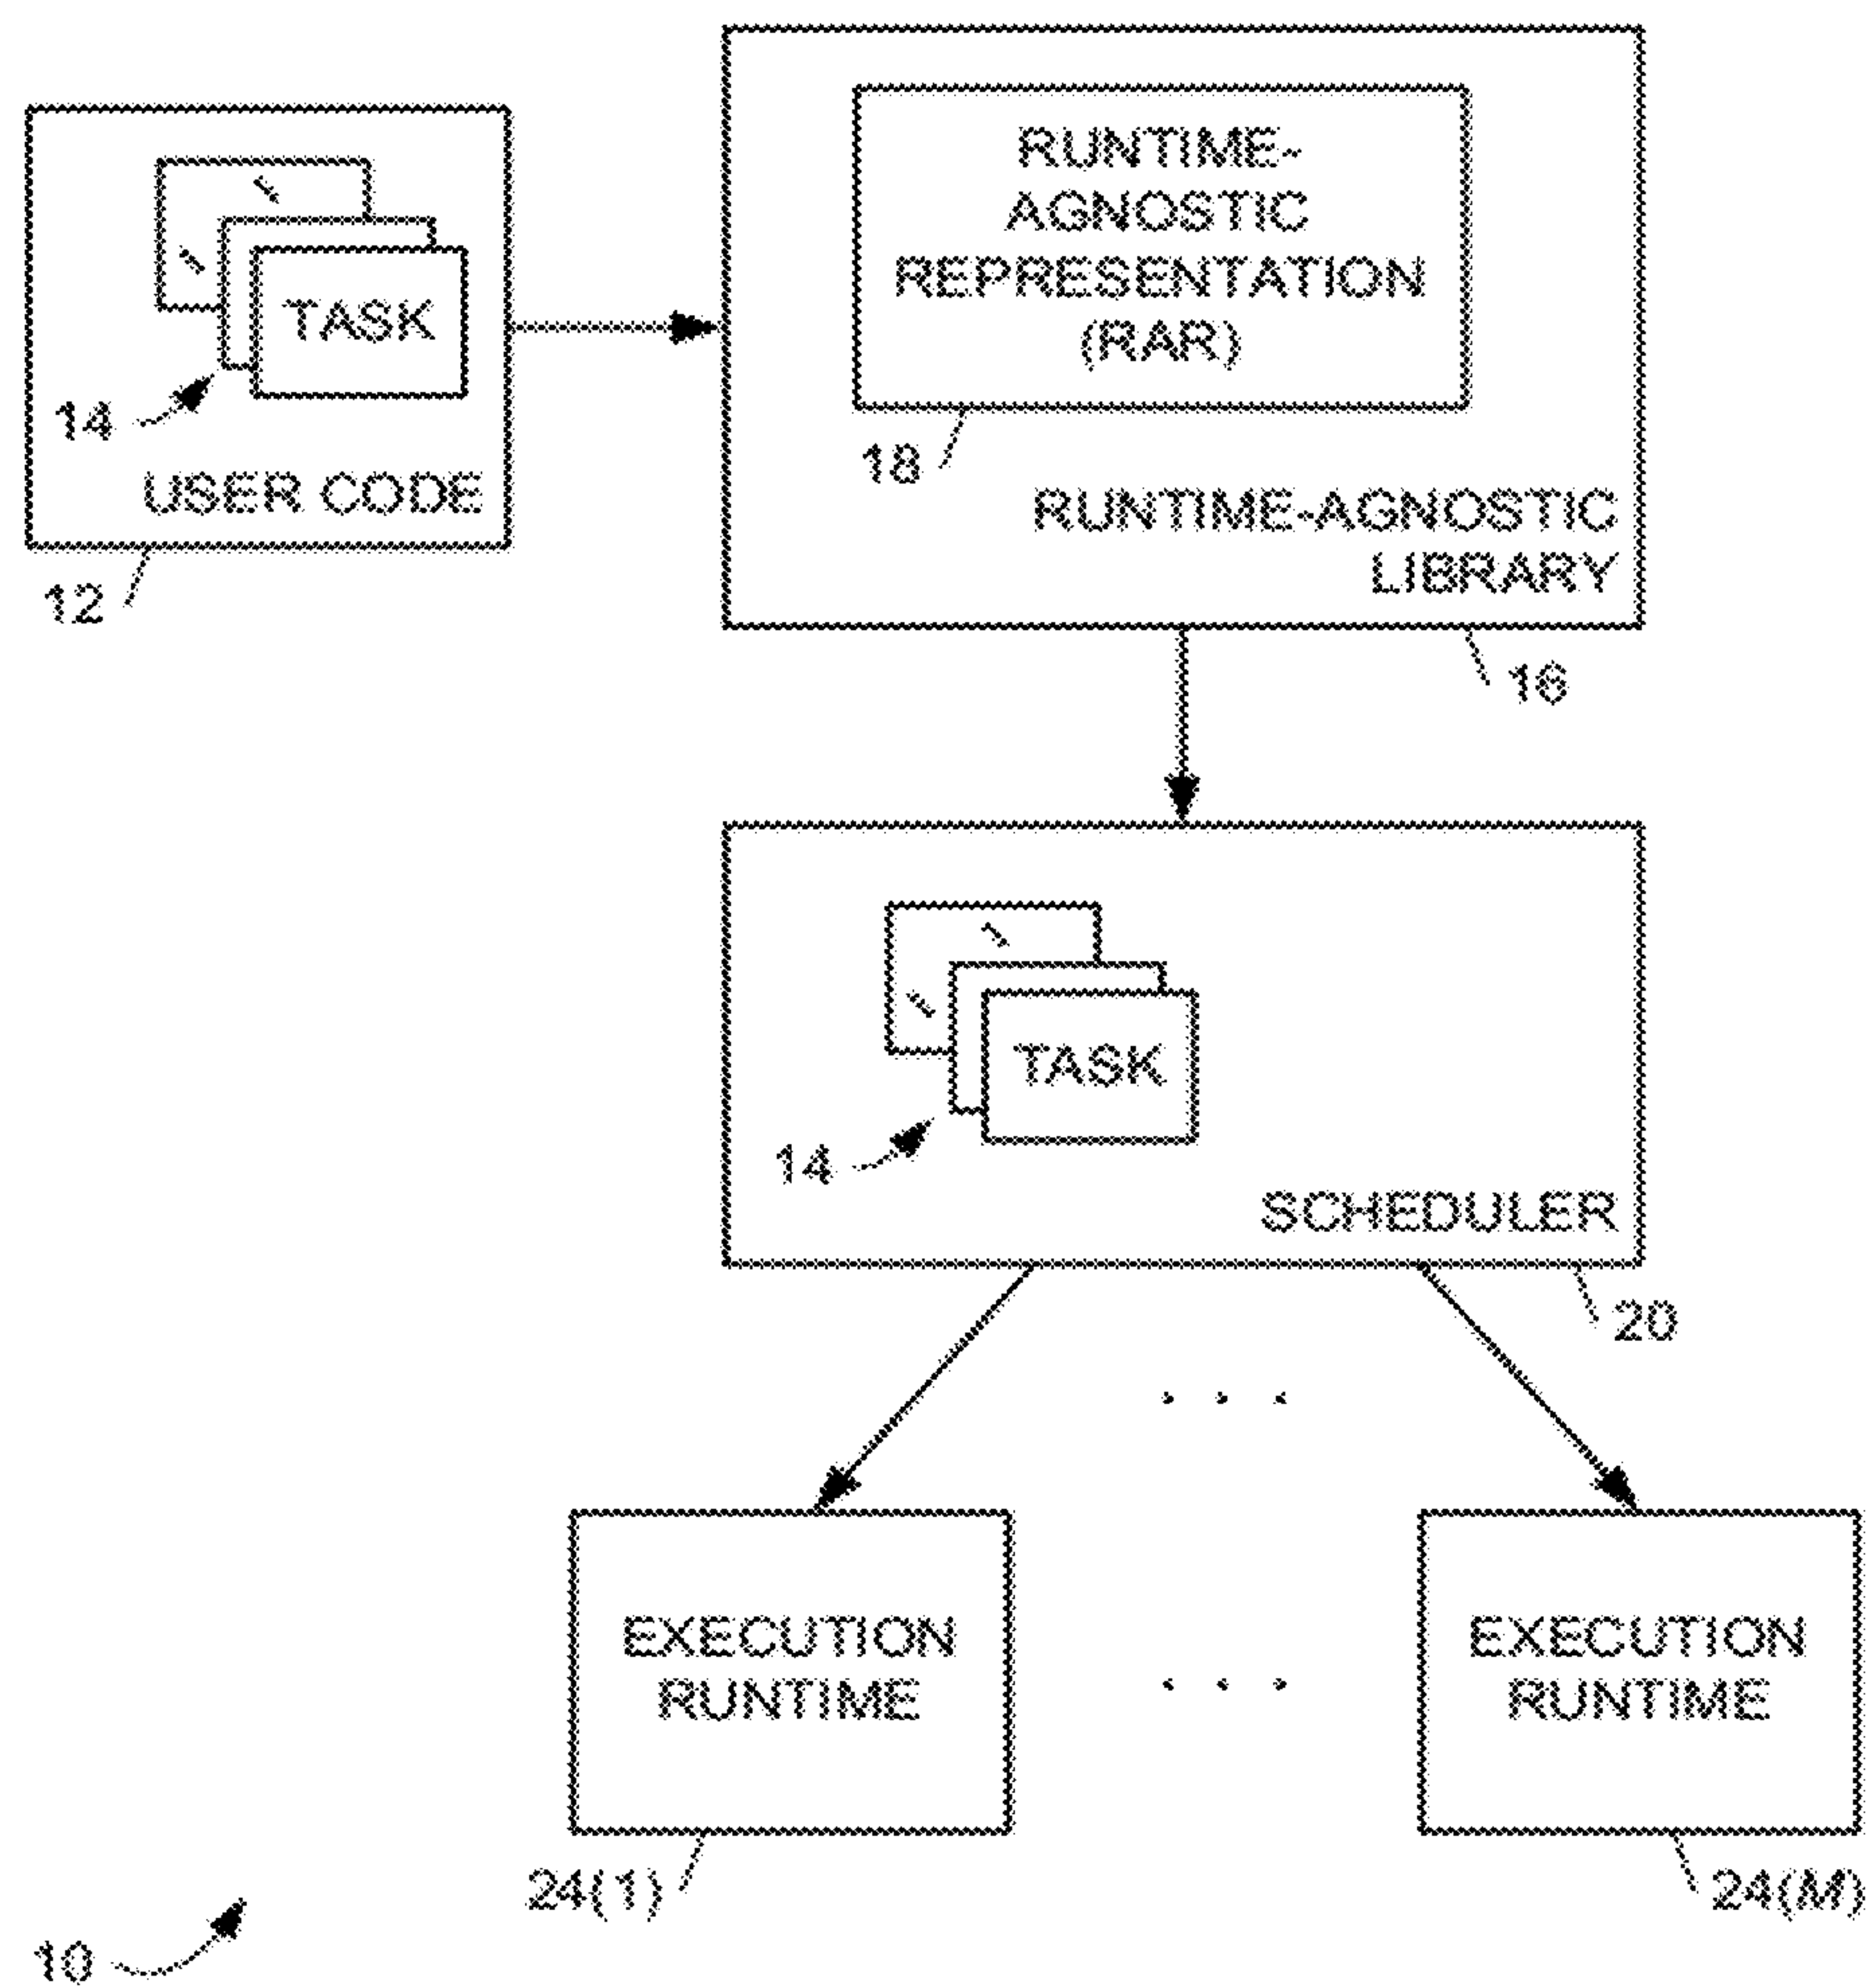 TASK
14
USER CODE
12
RUNTIME-
AGNOSTIC
REPRESENTATION
(RAR)
18
RUNTIME-AGNOSTIC
LIBRARY
16
TASK
14
SCHEDULER
20
. . .
EXECUTION
RUNTIME
24(1)
. . .
EXECUTION
RUNTIME
24(M)
10